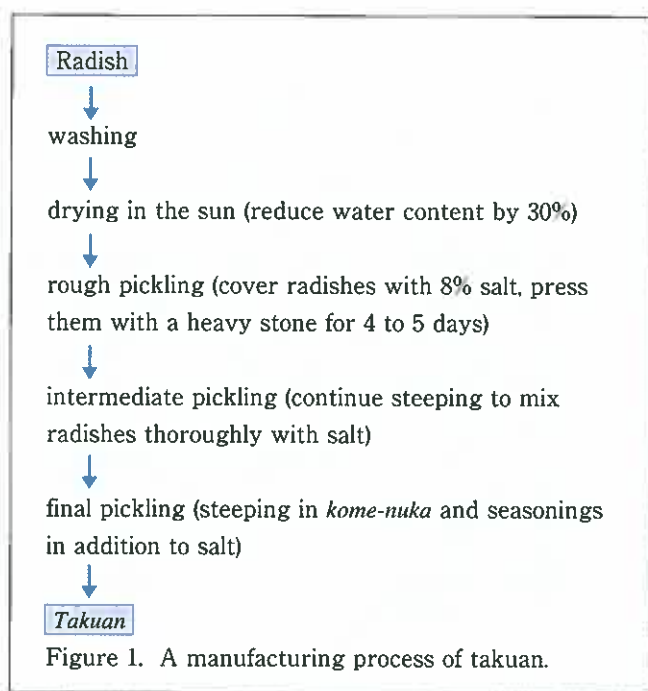 Radish
washing
drying in the sun (reduce water content by 30%)
rough pickling (cover radishes with 8% salt, press
them with a heavy stone for 4 to 5 days)
intermediate pickling (continue steeping to mix
radishes thoroughly with salt)
final pickling (steeping in kome-nuka and seasonings
in addition to salt)
Takuan
Figure 1. A manufacturing process of takuan.